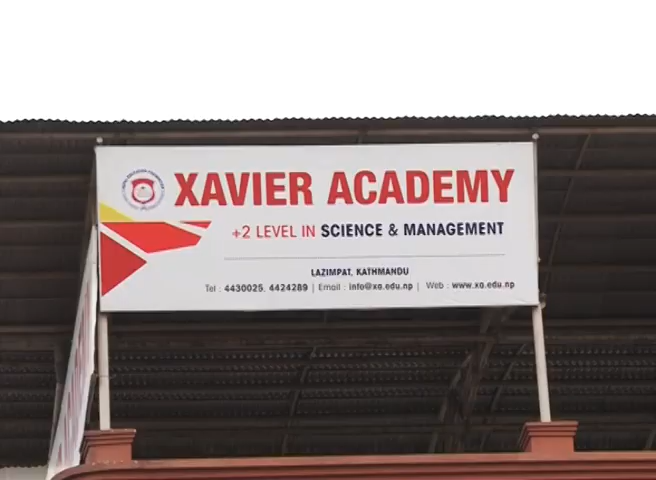 XAVIER ACADEMY
+2 LEVEL IN SCIENCE & MANAGEMENT
LAZIMPAT, KATHMANDU
Tel : 4430025, 4424289 | Email : info@xa.edu.np | Web : www.xa.edu.np